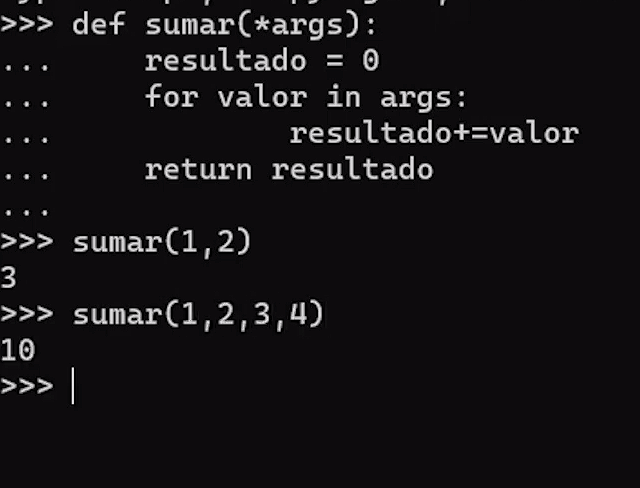 >>> def sumar(*args):
...     resultado = 0
...     for valor in args:
...             resultado+=valor
...     return resultado
...
>>> sumar(1,2)
3
>>> sumar(1,2,3,4)
10
>>>